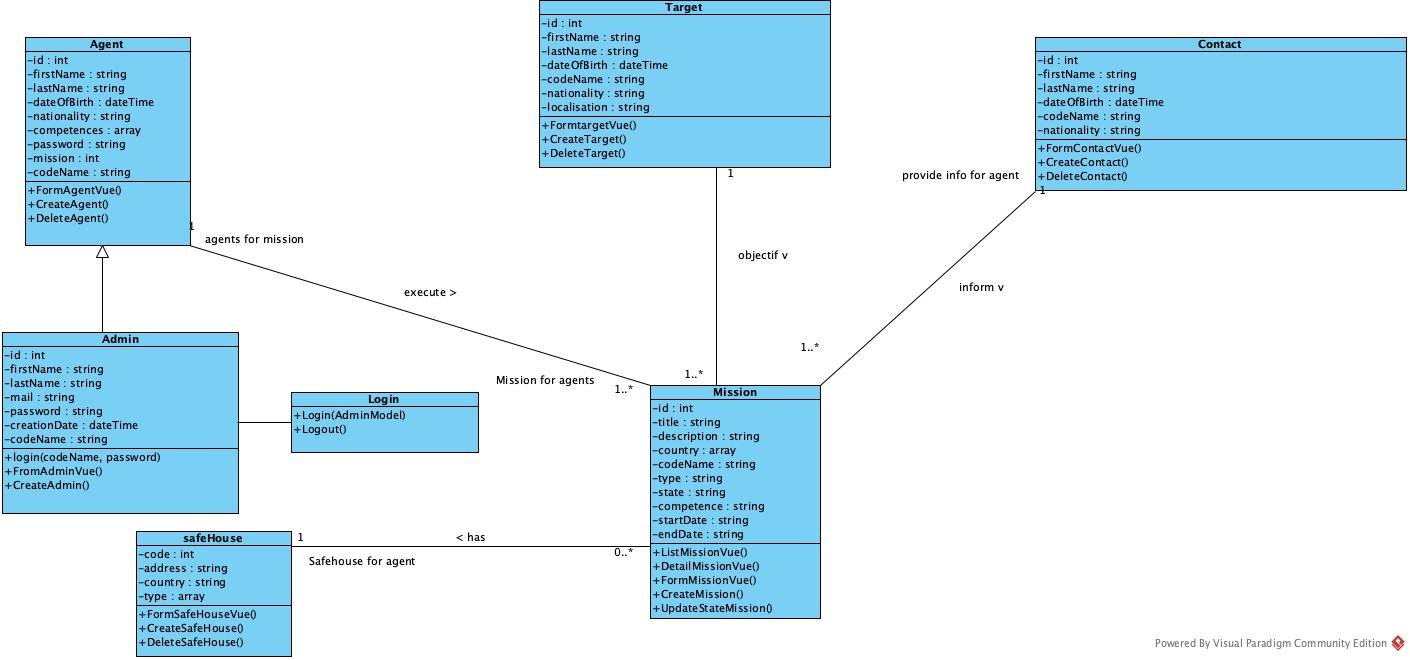 Target
-id : int
-firstName : string
-lastName : string
-dateOfBirth : dateTime
-codeName : string
-nationality : string
-localisation : string
+FormtargetVue()
+CreateTarget()
+DeleteTarget()
1
Agent
-id : int
-firstName : string
-lastName : string
-dateOfBirth : dateTime
-nationality : string
-competences : array
-password : string
-mission : int
-codeName : string
+FormAgentVue()
+CreateAgent()
+DeleteAgent()
1
agents for mission
Contact
-id : int
-firstName : string
-lastName : string
-dateOfBirth : dateTime
-codeName : string
-nationality : string
+FormContactVue()
+CreateContact()
+DeleteContact()
1
provide info for agent
objectif v
execute >
inform v
1..*
1..*
Mission for agents
1..*
Admin
-id : int
-firstName : string
-lastName : string
-mail : string
-password : string
-creationDate : dateTime
-codeName : string
+login(codeName, password)
+FromAdminVue()
+CreateAdmin()
Login
+Login(AdminModel)
+Logout()
Mission
-id : int
-title : string
-description : string
-country : array
-codeName : string
-type : string
-state : string
-competence : string
-startDate : string
-endDate : string
+ListMissionVue()
+DetailMissionVue()
+FormMissionVue()
+CreateMission()
+UpdateStateMission()
safeHouse
-code : int
-address : string
-country : string
-type : array
+FormSafeHouseVue()
+CreateSafeHouse()
+DeleteSafeHouse()
1
< has
0..*
Safehouse for agent
Powered By Visual Paradigm Community Edition